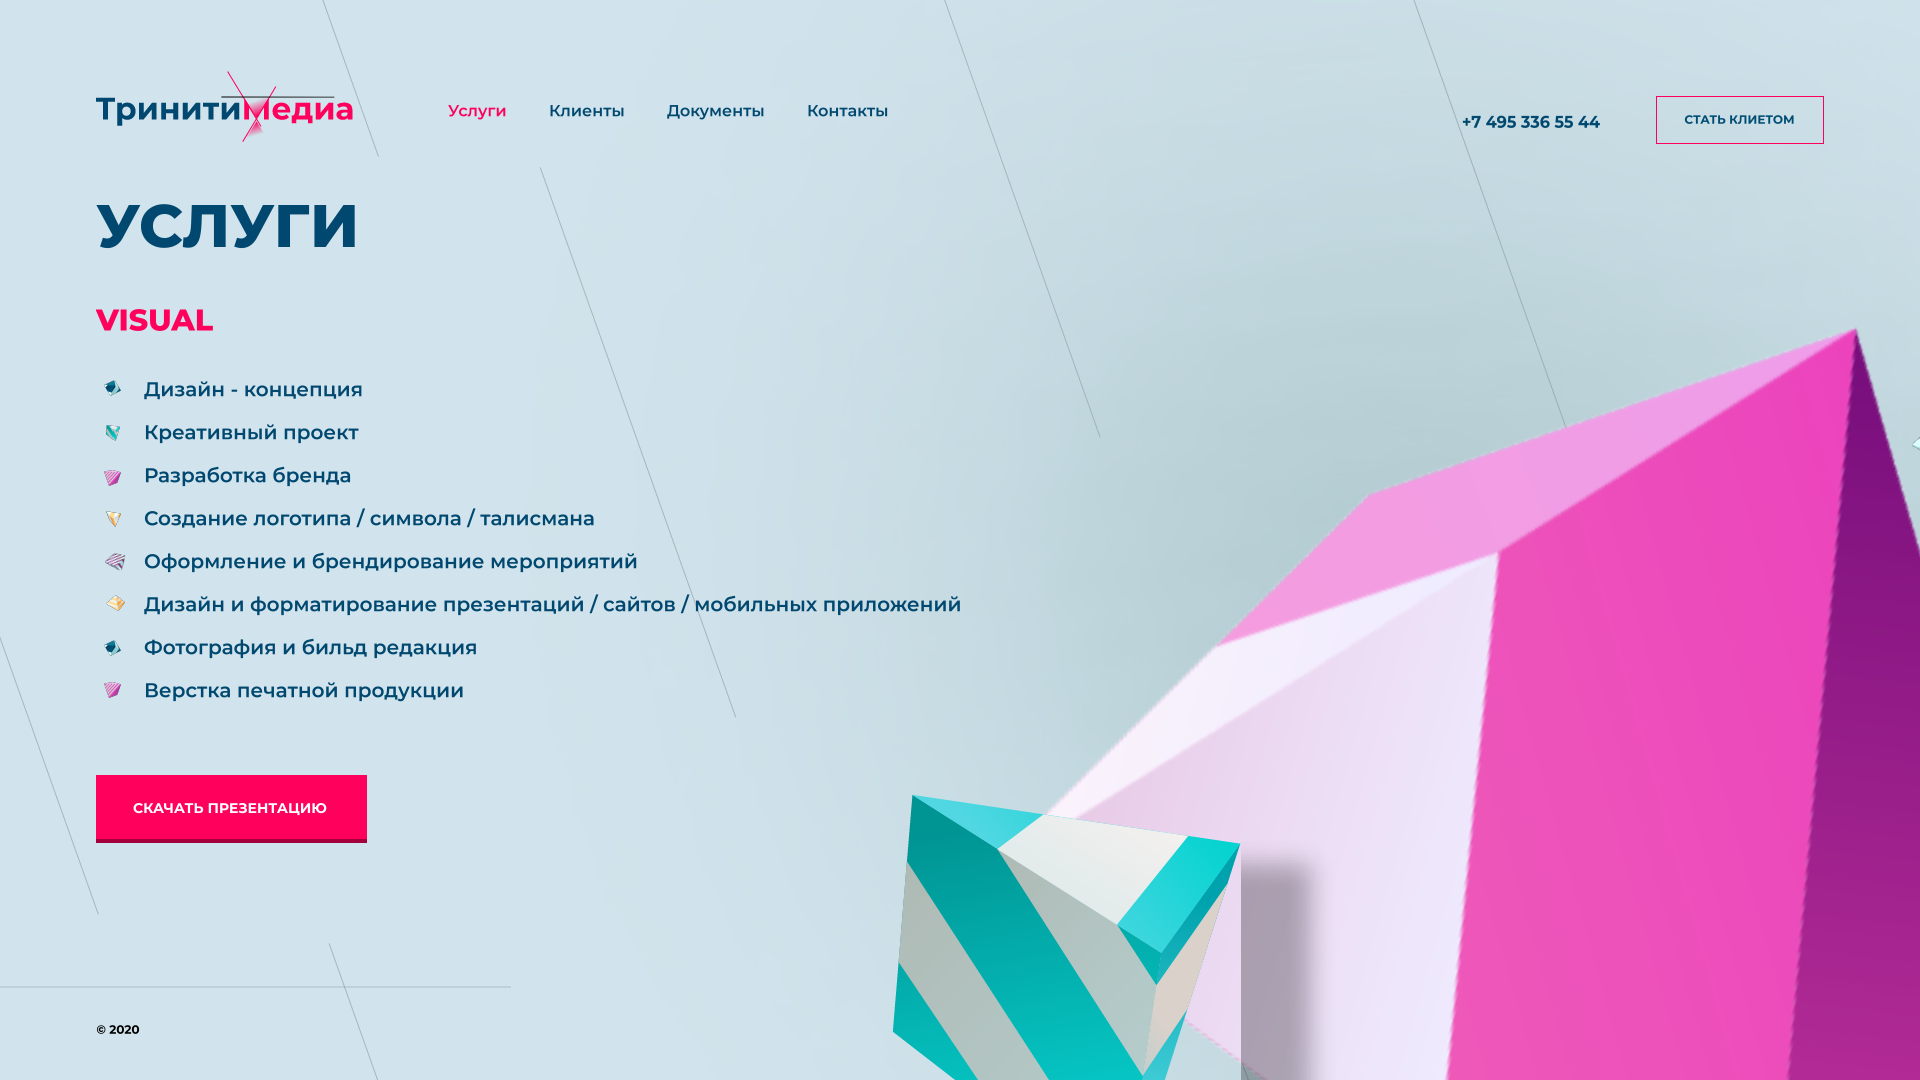 ТринитиМедиа
Услуги Клиенты Документы Контакты
+7 495 336 55 44
СТАТЬ КЛИЕТОМ
УСЛУГИ
VISUAL
Дизайн - концепция
Креативный проект
Разработка бренда
Создание логотипа / символа / талисмана
Оформление и брендирование мероприятий
Дизайн и форматирование презентаций / сайтов / мобильных приложений
Фотография и бильд редакция
Верстка печатной продукции
СКАЧАТЬ ПРЕЗЕНТАЦИЮ
© 2020